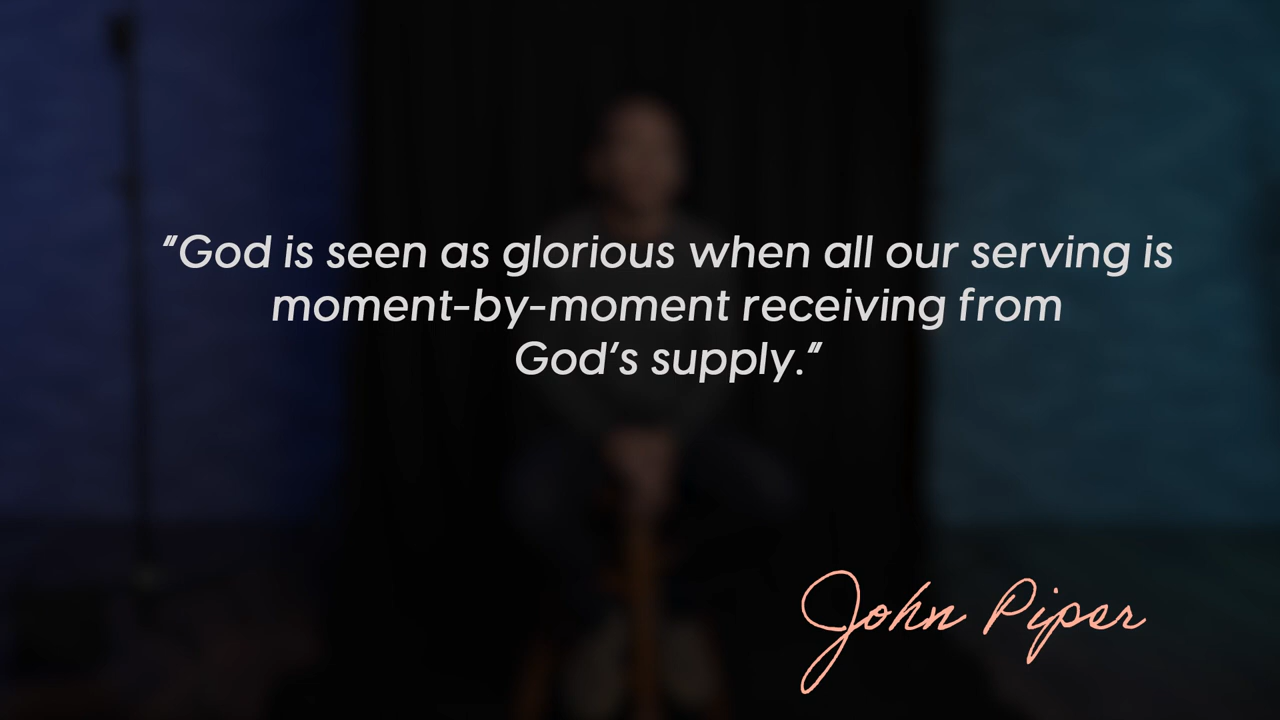 “God is seen as glorious when all our serving is
moment-by-moment receiving from
God’s supply.”
John Piper